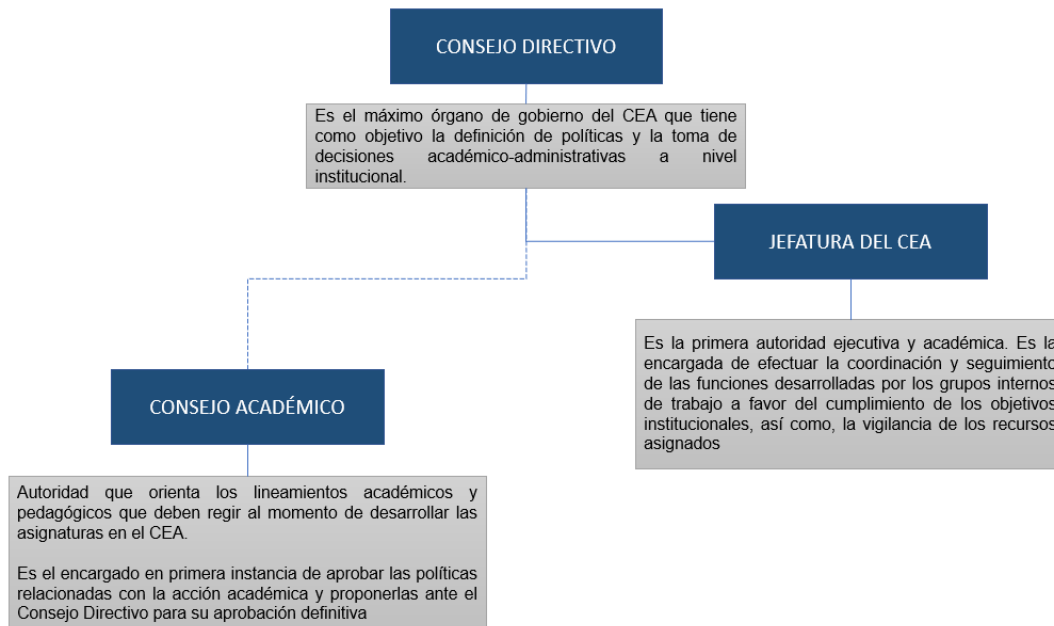 CONSEJO DIRECTIVO
Es el máximo órgano de gobierno del CEA que tiene
como objetivo la definición de políticas y la toma de
decisiones académico-administrativas a nivel
institucional.
JEFATURA DEL CEA
Es la primera autoridad ejecutiva y académica. Es la
encargada de efectuar la coordinación y seguimiento
de las funciones desarrolladas por los grupos internos
de trabajo a favor del cumplimiento de los objetivos
institucionales, así como, la vigilancia de los recursos
asignados
CONSEJO ACADÉMICO
Autoridad que orienta los lineamientos académicos y
pedagógicos que deben regir al momento de desarrollar las
asignaturas en el CEA.
Es el encargado en primera instancia de aprobar las políticas
relacionadas con la acción académica y proponerlas ante el
Consejo Directivo para su aprobación definitiva